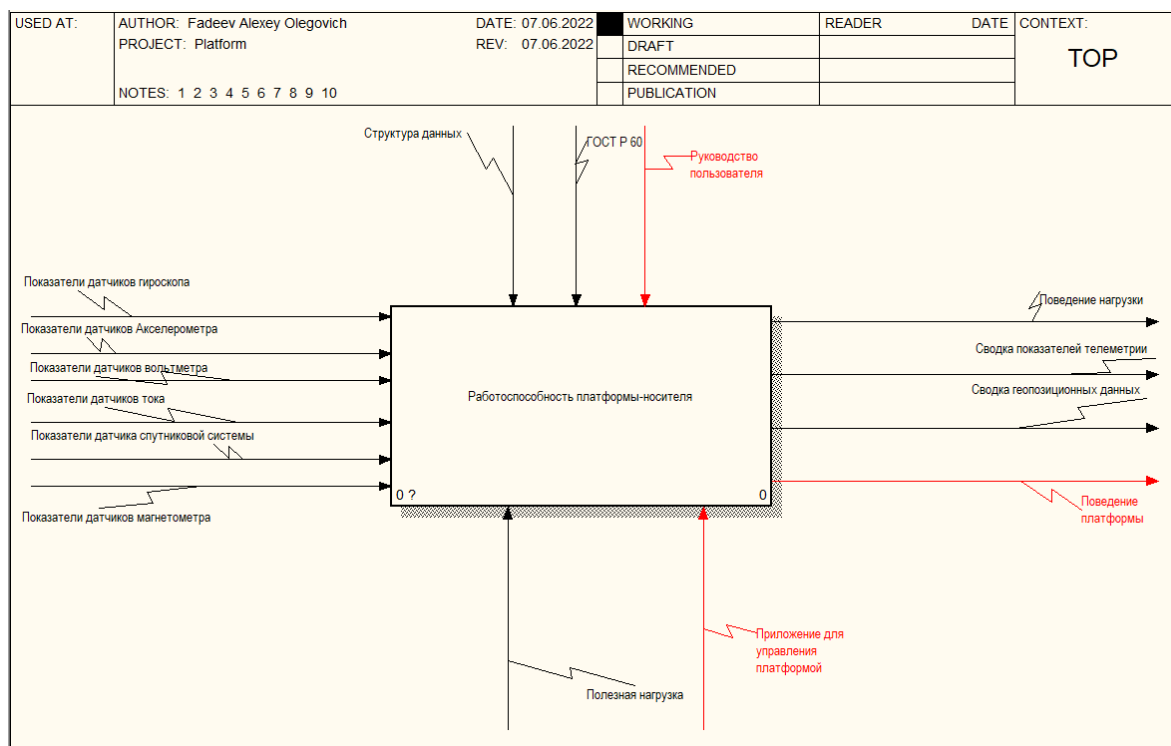 USED AT:
AUTHOR: Fadeev Alexey Olegovich
DATE: 07.06.2022
PROJECT: Platform
REV: 07.06.2022
NOTES: 1 2 3 4 5 6 7 8 9 10
WORKING
DRAFT
RECOMMENDED
PUBLICATION
READER
DATE
CONTEXT:
TOP
Структура данных
ГОСТ Р 60
Руководство
пользователя
Показатели датчиков гироскопа
Показатели датчиков Акселерометра
Показатели датчиков вольтметра
Показатели датчиков тока
Показатели датчика спутниковой системы
Показатели датчиков магнетометра
Работоспособность платформы-носителя
0 ?
0
Поведение нагрузки
Сводка показателей телеметрии
Сводка геопозиционных данных
Поведение
платформы
Приложение для
управления
платформой
Полезная нагрузка